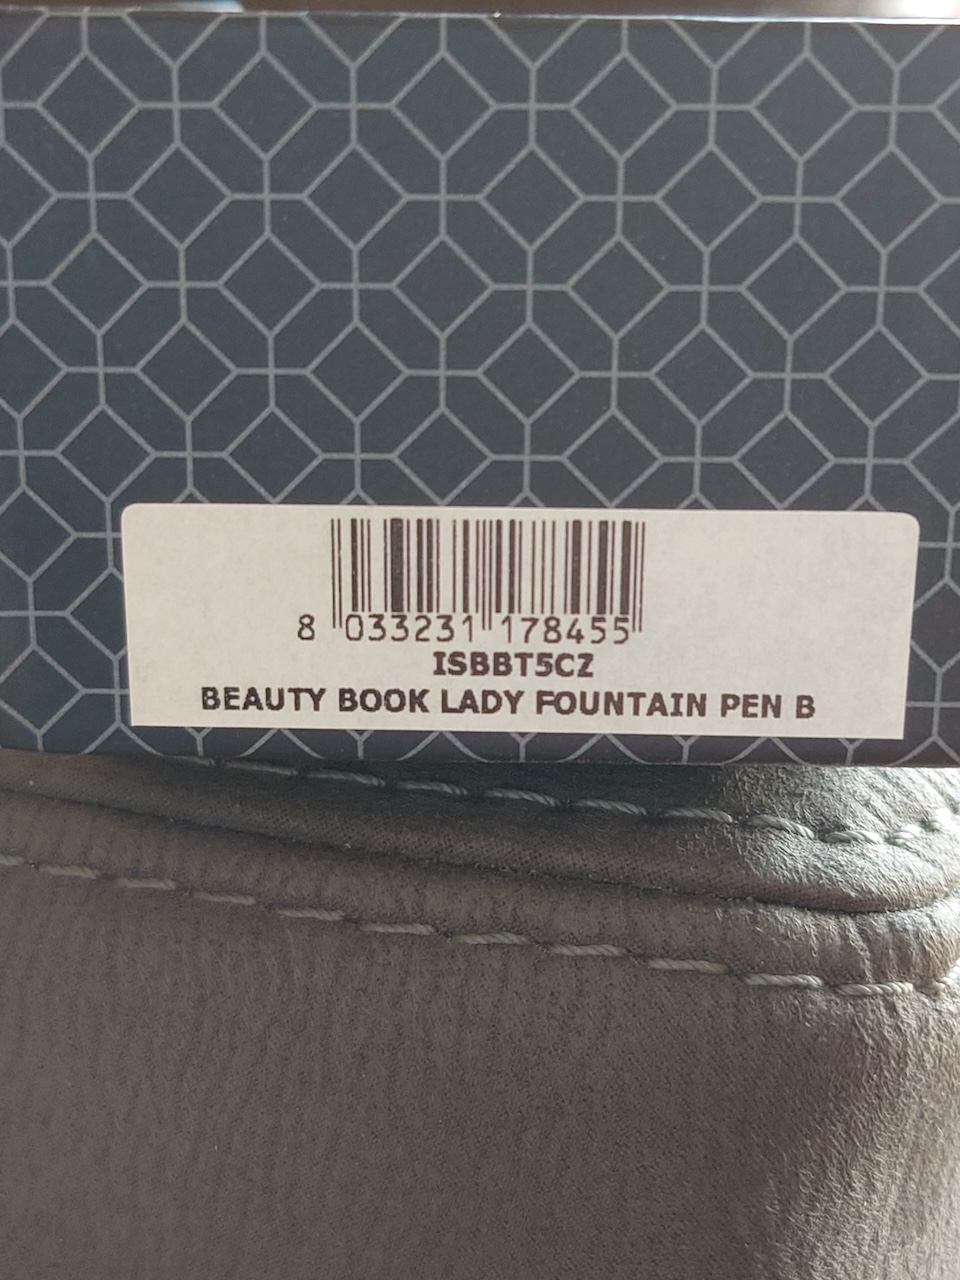 8 033231 178455
ISBBT5CZ
BEAUTY BOOK LADY FOUNTAIN PEN B